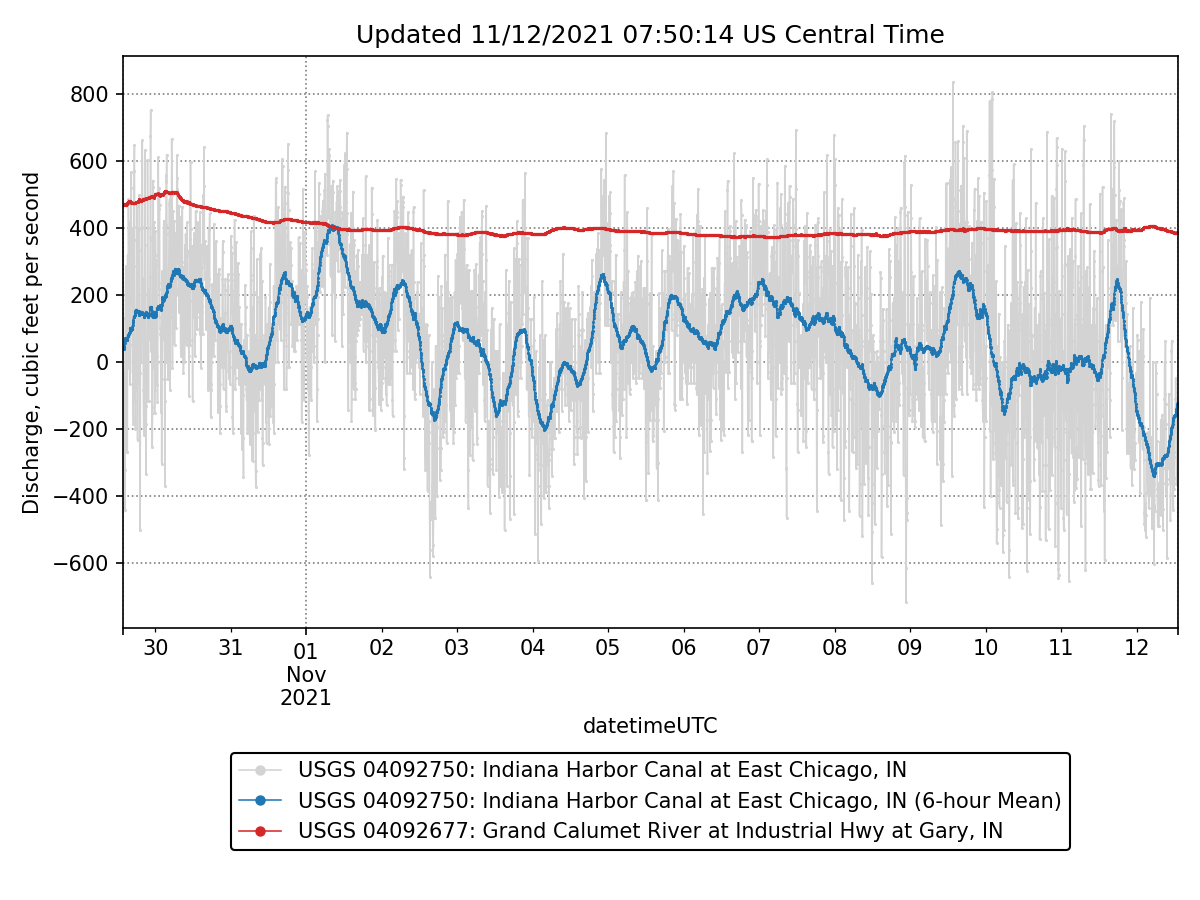 Updated 11/12/2021 07:50:14 US Central Time
Discharge, cubic feet per second
800
600
400
200
0
−200
−400
−600
30 31 01 02 03 04 05 06 07 08 09 10 11 12
Nov
2021
datetimeUTC
USGS 04092750: Indiana Harbor Canal at East Chicago, IN
USGS 04092750: Indiana Harbor Canal at East Chicago, IN (6-hour Mean)
USGS 04092677: Grand Calumet River at Industrial Hwy at Gary, IN